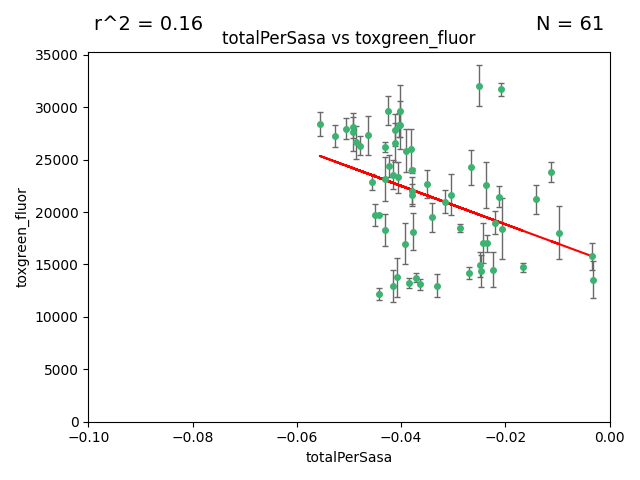 r^2 = 0.16
N = 61
totalPerSasa vs toxgreen_fluor
35000
30000
25000
20000
15000
10000
5000
0
toxgreen_fluor
−0.10
−0.08
−0.06
−0.04
−0.02
0.00
totalPerSasa